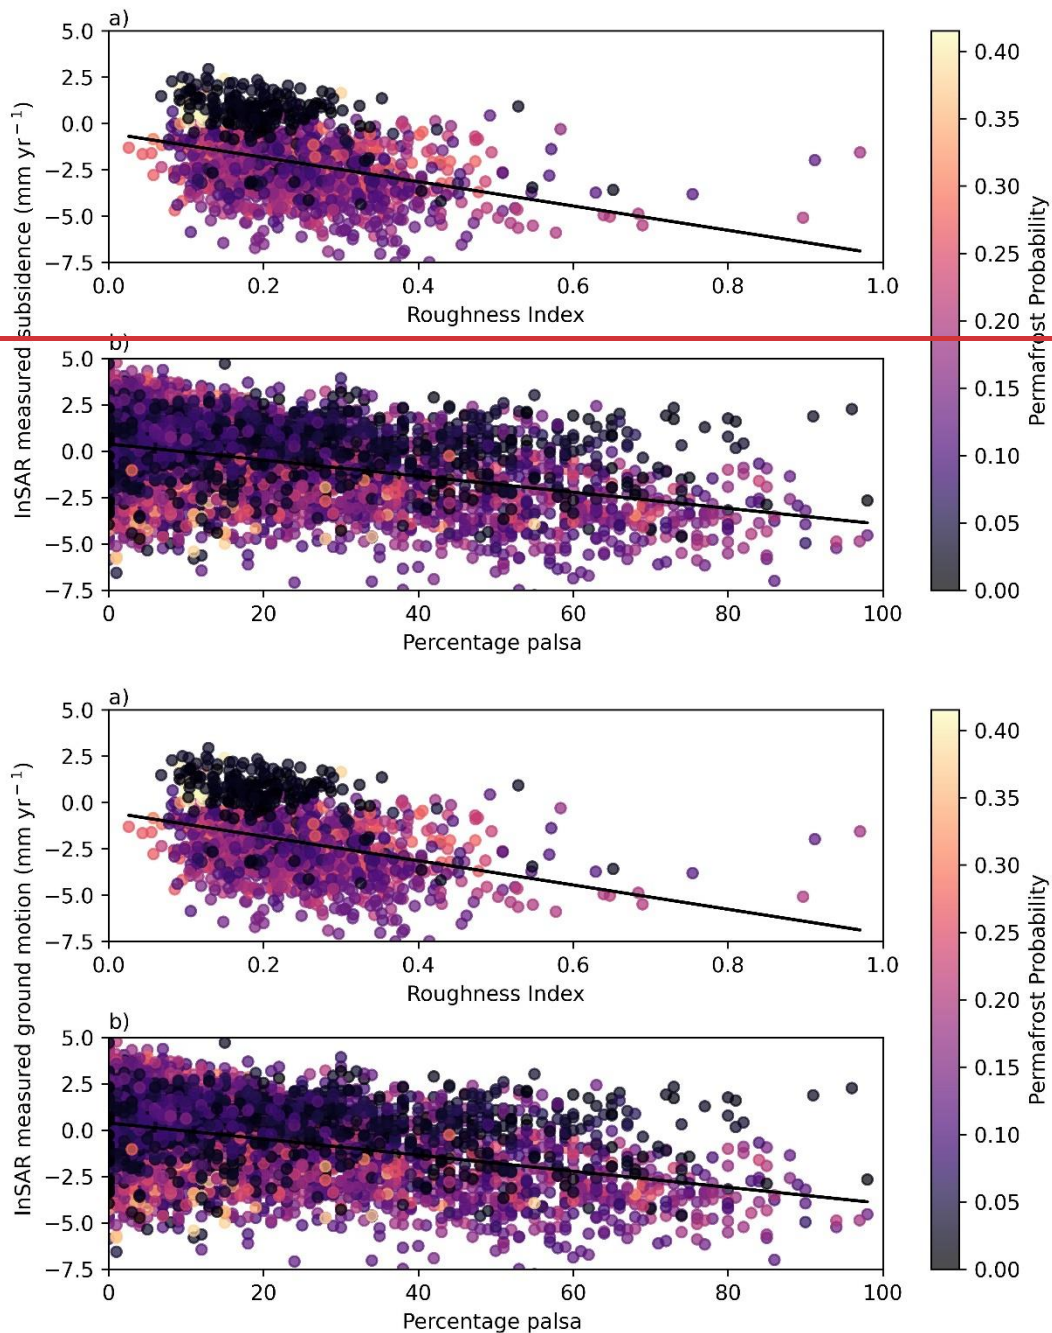 a)
5.0
2.5
0.0
−2.5
−5.0
−7.5
0.0 0.2 0.4 0.6 0.8 1.0
Roughness Index
b)
5.0
2.5
0.0
−2.5
−5.0
−7.5
0 20 40 60 80 100
Percentage palsa
InSAR measured subsidence (mm yr−1)
0.40
0.35
0.30
0.25
0.20
0.15
0.10
0.05
0.00
Permafrost Probability
a)
5.0
2.5
0.0
−2.5
−5.0
−7.5
0.0 0.2 0.4 0.6 0.8 1.0
Roughness Index
b)
5.0
2.5
0.0
−2.5
−5.0
−7.5
0 20 40 60 80 100
Percentage palsa
InSAR measured ground motion (mm yr−1)
0.40
0.35
0.30
0.25
0.20
0.15
0.10
0.05
0.00
Permafrost Probability